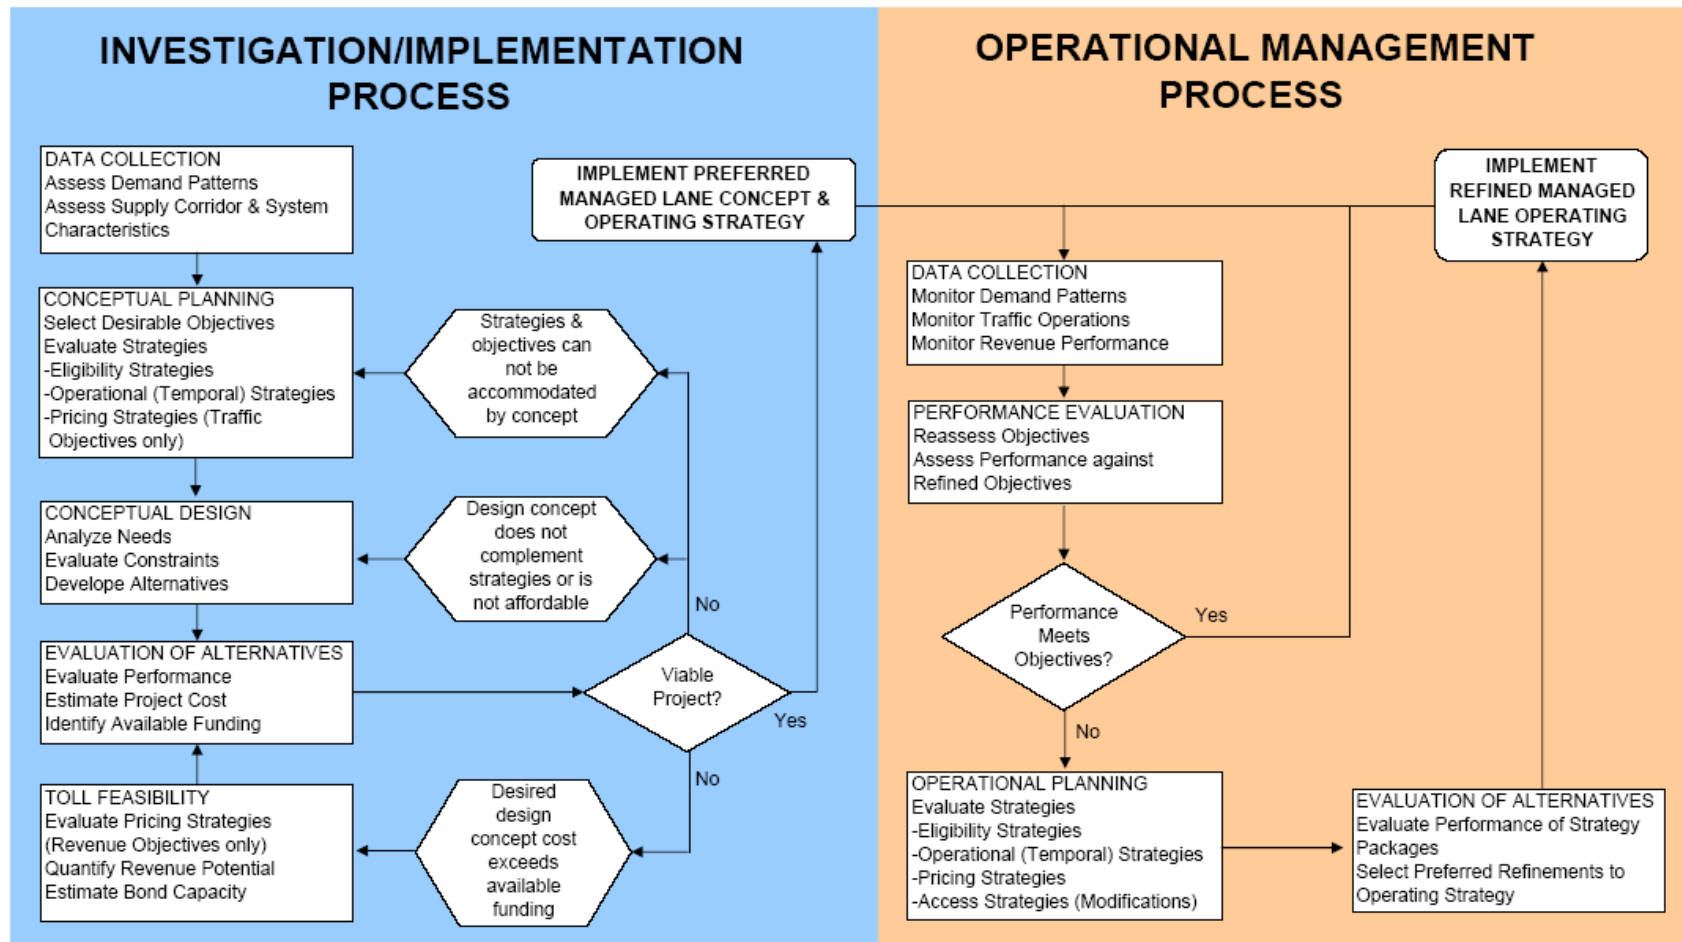 INVESTIGATION/IMPLEMENTATION
PROCESS
DATA COLLECTION
Assess Demand Patterns
Assess Supply Corridor & System
Characteristics
CONCEPTUAL PLANNING
Select Desirable Objectives
Evaluate Strategies
-Eligibility Strategies
-Operational (Temporal) Strategies
-Pricing Strategies (Traffic
Objectives only)
CONCEPTUAL DESIGN
Analyze Needs
Evaluate Constraints
Develope Alternatives
EVALUATION OF ALTERNATIVES
Evaluate Performance
Estimate Project Cost
Identify Available Funding
TOLL FEASIBILITY
Evaluate Pricing Strategies
(Revenue Objectives only)
Quantify Revenue Potential
Estimate Bond Capacity
IMPLEMENT PREFERRED
MANAGED LANE CONCEPT &
OPERATING STRATEGY
Strategies &
objectives can
not be
accommodated
by concept
Design concept
does not
complement
strategies or is
not affordable
No
Viable
Project?
Yes
No
Desired
design
concept cost
exceeds
available
funding
OPERATIONAL MANAGEMENT
PROCESS
IMPLEMENT
REFINED MANAGED
LANE OPERATING
STRATEGY
DATA COLLECTION
Monitor Demand Patterns
Monitor Traffic Operations
Monitor Revenue Performance
PERFORMANCE EVALUATION
Reassess Objectives
Assess Performance against
Refined Objectives
Performance
Meets
Objectives?
Yes
No
OPERATIONAL PLANNING
Evaluate Strategies
-Eligibility Strategies
-Operational (Temporal) Strategies
-Pricing Strategies
-Access Strategies (Modifications)
EVALUATION OF ALTERNATIVES
Evaluate Performance of Strategy
Packages
Select Preferred Refinements to
Operating Strategy